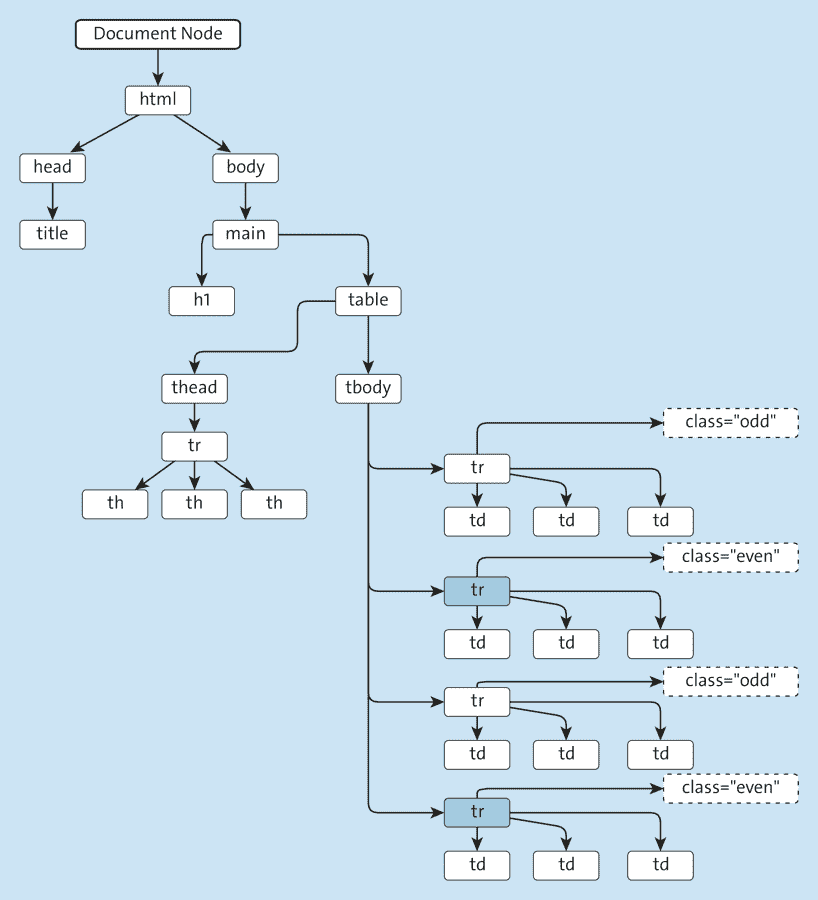 Document Node
html
head
body
title
main
h1
table
thead
tbody
class="odd"
tr
tr
th
th
th
td
td
td
class="even"
tr
td
td
td
class="odd"
tr
td
td
td
class="even"
tr
td
td
td